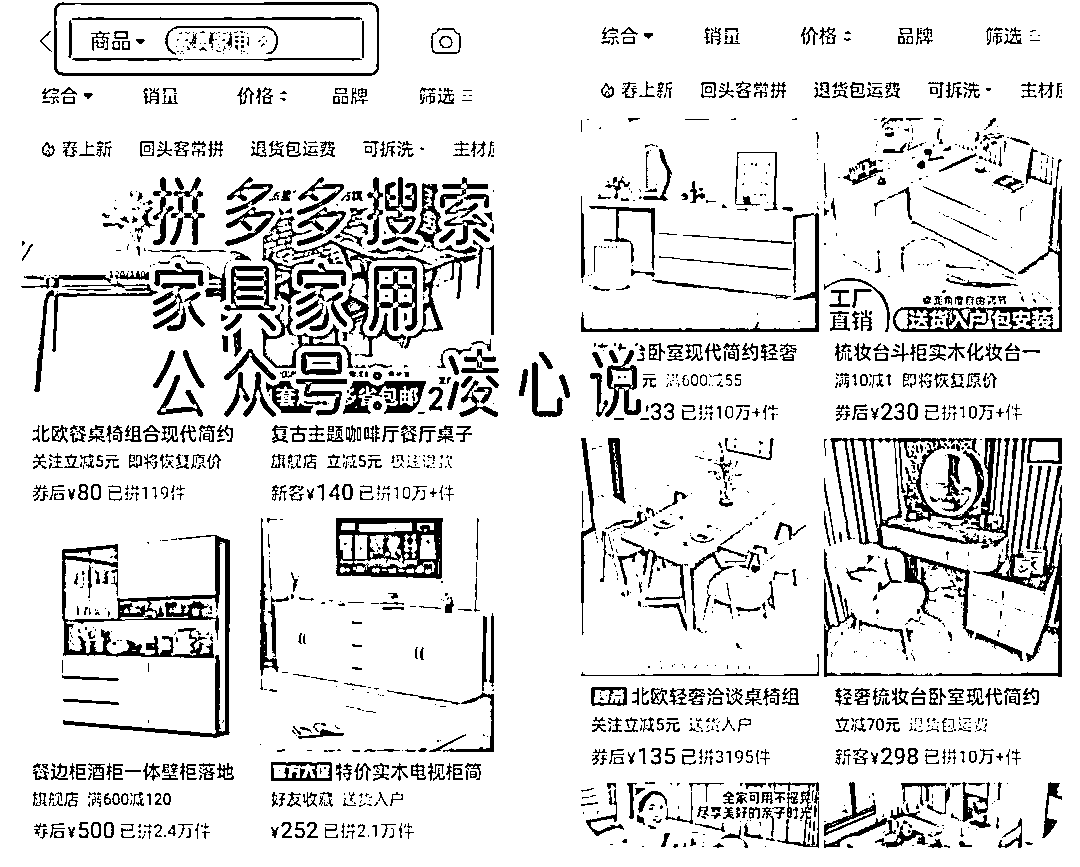 商品
综合 销量 价格 品牌 筛选
春上新 回头客常拼 退货包运费 可拆洗 主材质
拼多多搜索
家具家用
公众号：凌心说
北欧餐桌椅组合现代简约
关注立减5元 即将恢复原价
券后¥80 已拼119件
复古主题咖啡厅餐厅桌子
旗舰店 立减5元 极速退款
新客¥140 已拼10万+件
餐边柜酒柜一体壁柜落地
旗舰店 满600减120
券后¥500 已拼2.4万件
特价实木电视柜简
好友收藏 送货入户
¥252 已拼2.1万件
综合 销量 价格 品牌 筛选
春上新 回头客常拼 退货包运费 可拆洗 主材质
台卧室现代简约轻奢
元 满600减55
233 已拼10万+件
工厂
直销
桌面角度自由调节
送货入户包安装
梳妆台斗柜实木化妆台一
满10减1 即将恢复原价
券后¥230 已拼10万+件
北欧轻奢洽谈桌椅组
关注立减5元 送货入户
券后¥135 已拼3195件
轻奢梳妆台卧室现代简约
立减70元 退货包运费
新客¥298 已拼10万+件
全家可用不摇晃
尽享美好的亲子时光